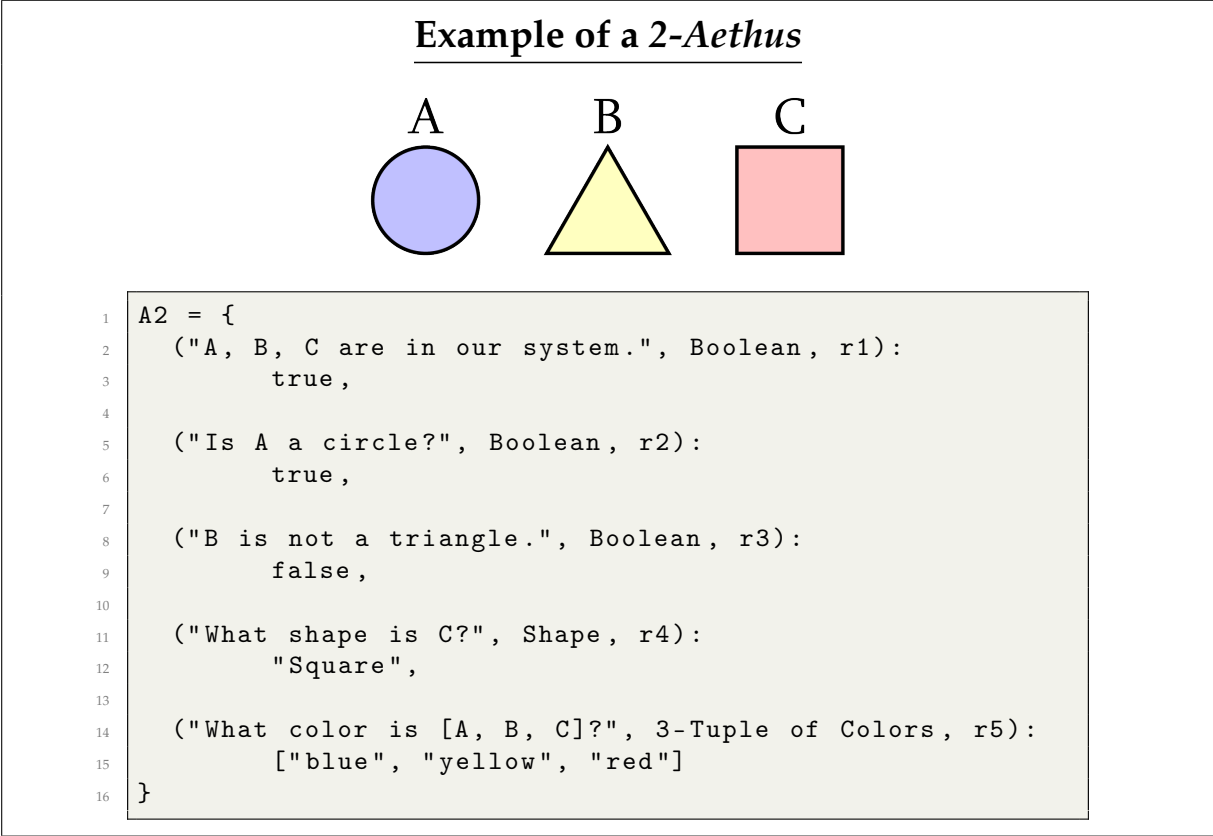 Example of a 2-Aethus
A B C
1 A2 = {
2 ("A, B, C are in our system.", Boolean, r1):
3 true,
4
5 ("Is A a circle?", Boolean, r2):
6 true,
7
8 ("B is not a triangle.", Boolean, r3):
9 false,
10
11 ("What shape is C?", Shape, r4):
12 "Square",
13
14 ("What color is [A, B, C]?", 3-Tuple of Colors, r5):
15 ["blue", "yellow", "red"]
16 }